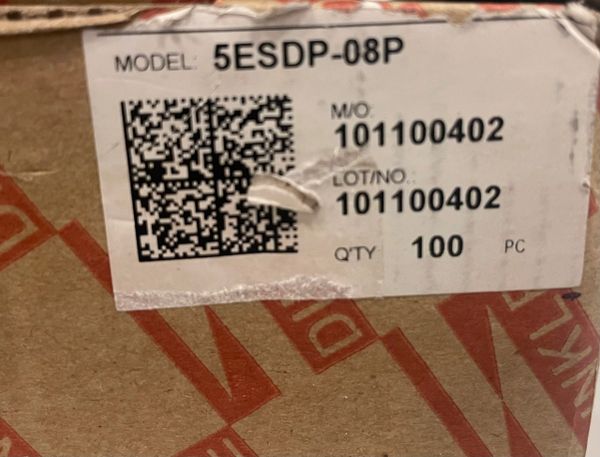 MODEL: 5ESDP-08P
M/O:
101100402
LOT/NO.:
101100402
Q'TY 100 PC